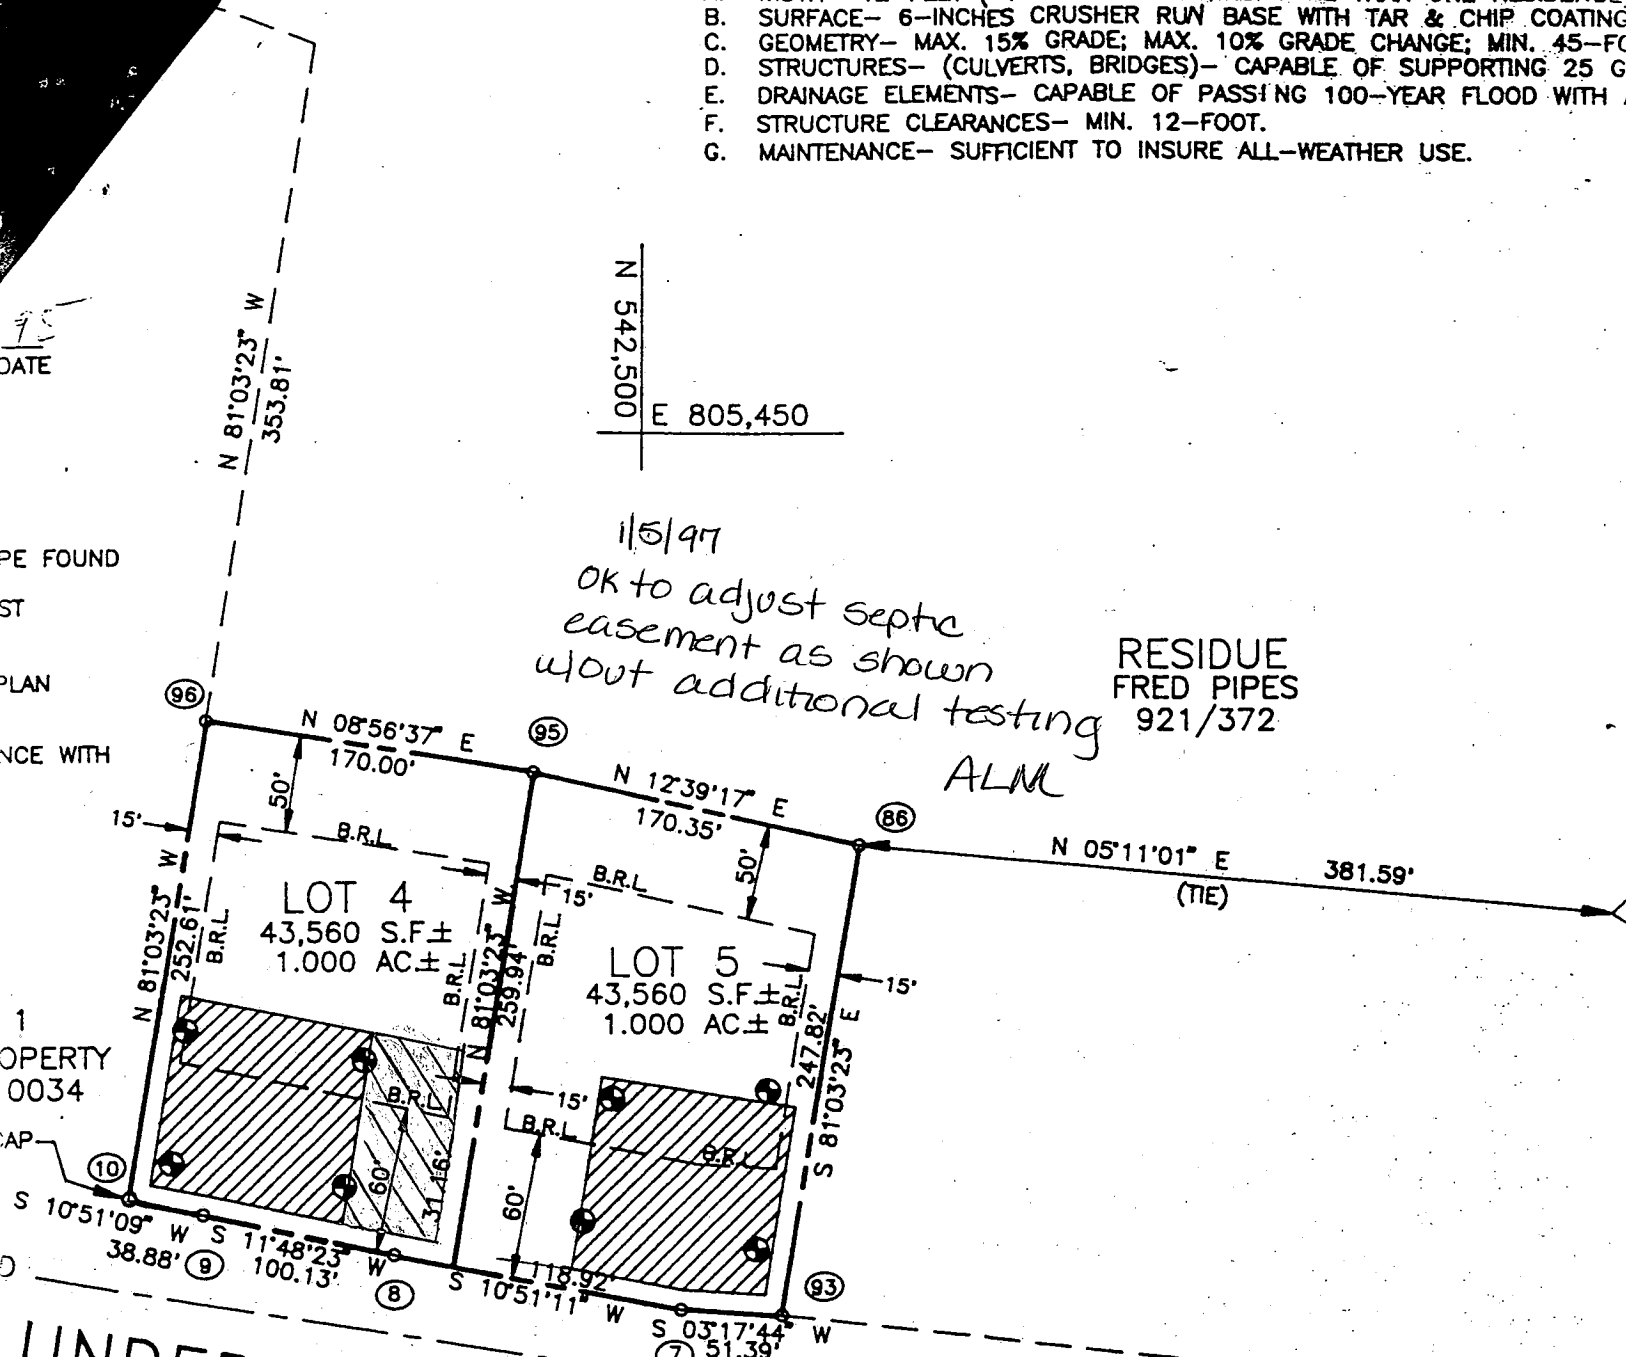 B. SURFACE- 6-INCHES CRUSHER RUN BASE WITH TAR & CHIP COATING
C. GEOMETRY- MAX. 15% GRADE; MAX. 10% GRADE CHANGE; MIN. 45-FO
D. STRUCTURES- (CULVERTS, BRIDGES)- CAPABLE OF SUPPORTING 25 G
E. DRAINAGE ELEMENTS- CAPABLE OF PASSING 100-YEAR FLOOD WITH
F. STRUCTURE CLEARANCES- MIN. 12-FOOT.
G. MAINTENANCE- SUFFICIENT TO INSURE ALL-WEATHER USE.
N 542,500
E 805,450
N 81°03'23" W
353.81'
95
DATE
PE FOUND
ST
PLAN
NCE WITH
1/5/97
OK to adjust septic
easement as shown
w/out additional testing
ALM
RESIDUE
FRED PIPES
921/372
96
N 08°56'37" E
170.00'
95
N 12°39'17" E
170.35'
86
N 05°11'01" E 381.59'
(TIE)
50'
50'
15'
B.R.L.
B.R.L.
15'
LOT 4
43,560 S.F.±
1.000 AC.±
LOT 5
43,560 S.F.±
1.000 AC.±
15'
N 81°03'23" W
252.61'
B.R.L.
B.R.L.
N 81°03'23" W
259.94'
B.R.L.
B.R.L.
247.82'
S 81°03'23" E
1
OPERTY
0034
CAP
B.R.L.
15'
B.R.L.
B.R.L.
60'
31.16'
60'
10
S 10°51'09" W
38.88'
9
S 11°48'23" W
100.13'
8
118.92'
S 10°51'11" W
93
S 03°17'44" W
51.39'
7
D